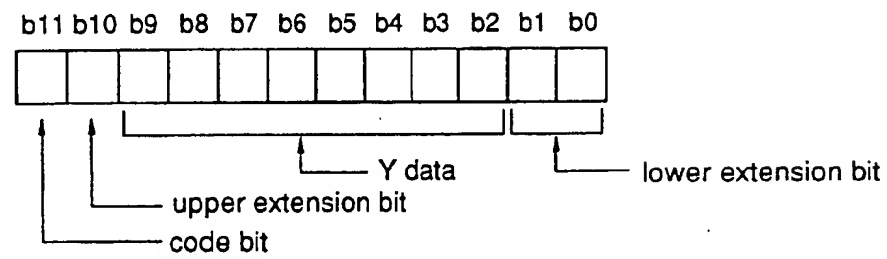 b11 b10 b9 b8 b7 b6 b5 b4 b3 b2 b1 b0
Y data
lower extension bit
upper extension bit
code bit